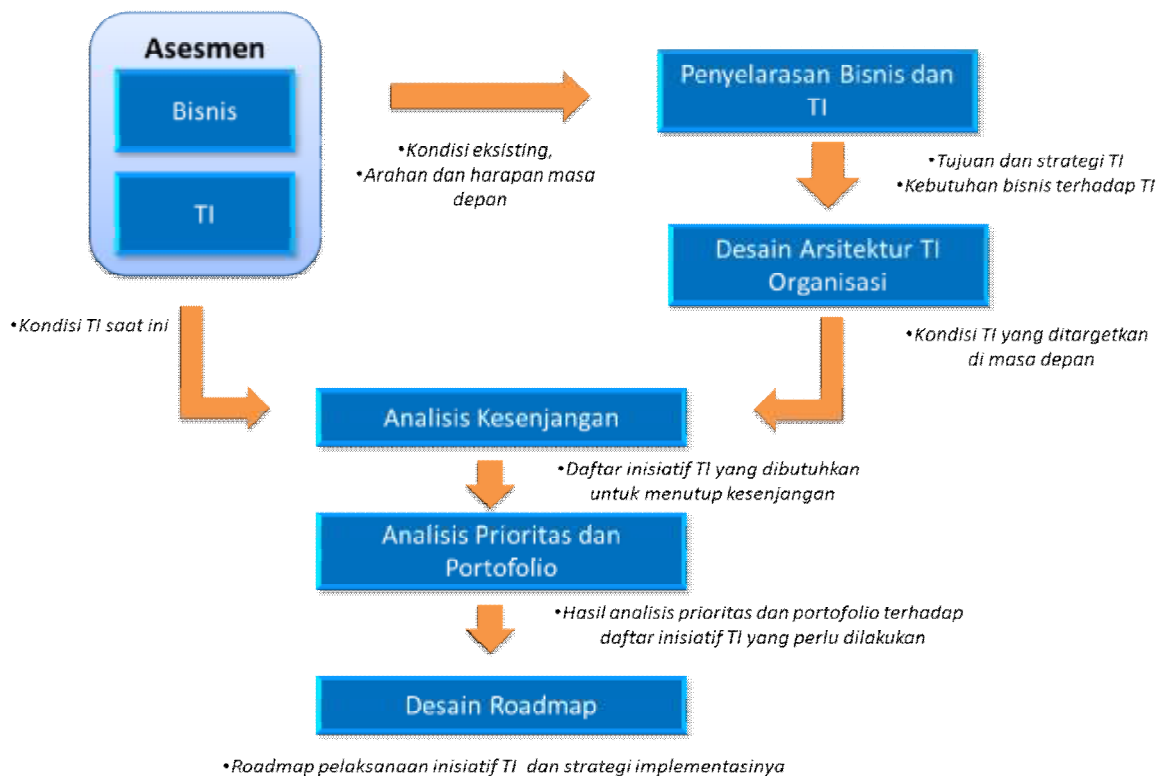 Asesmen
Bisnis
TI
•Kondisi eksisting,
•Arahan dan harapan masa
depan
Penyelarasan Bisnis dan
TI
•Tujuan dan strategi TI
•Kebutuhan bisnis terhadap TI
Desain Arsitektur TI
Organisasi
•Kondisi TI saat ini
•Kondisi TI yang ditargetkan
di masa depan
Analisis Kesenjangan
•Daftar inisiatif TI yang dibutuhkan
untuk menutup kesenjangan
Analisis Prioritas dan
Portofolio
•Hasil analisis prioritas dan portofolio terhadap
daftar inisiatif TI yang perlu dilakukan
Desain Roadmap
•Roadmap pelaksanaan inisiatif TI dan strategi implementasinya